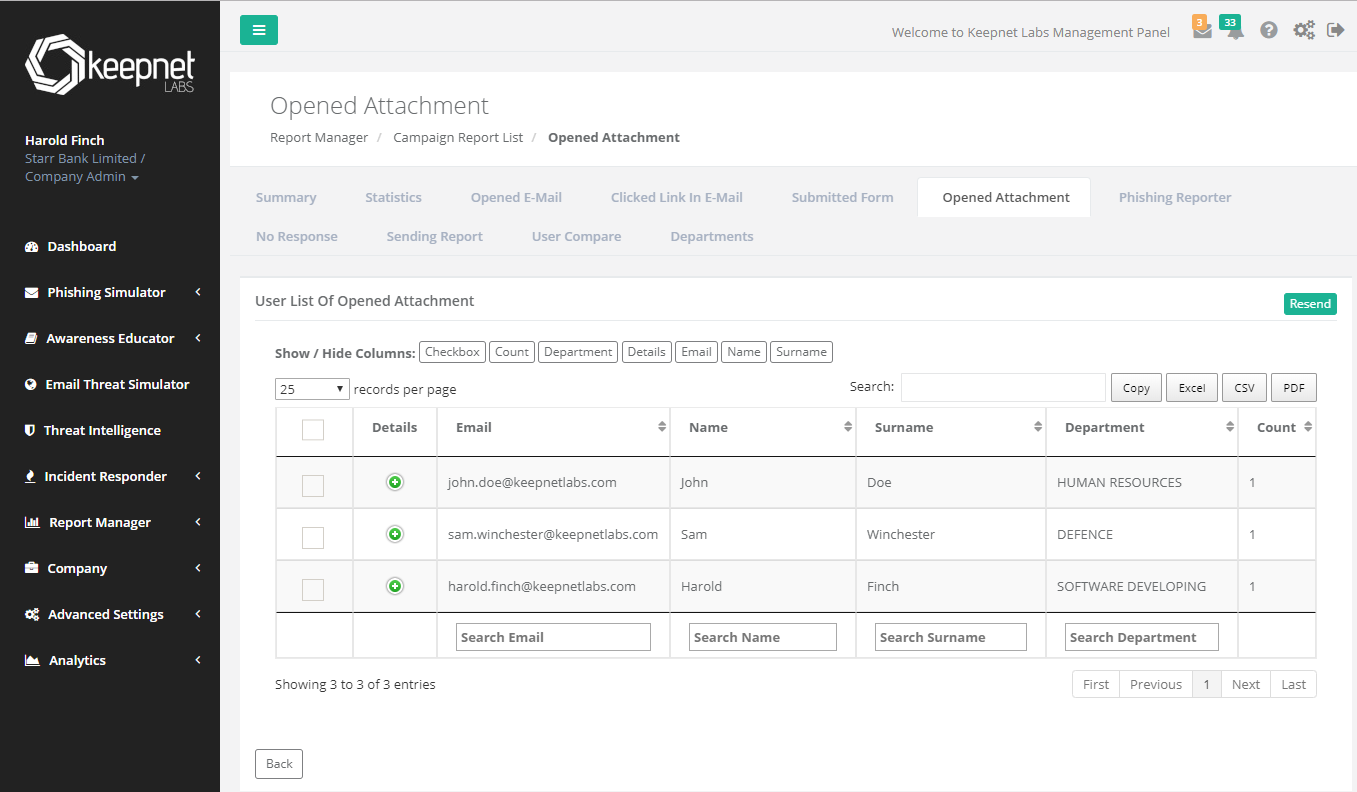 keepnet
LABS
Harold Finch
Starr Bank Limited /
Company Admin
Dashboard
Phishing Simulator
Awareness Educator
Email Threat Simulator
Threat Intelligence
Incident Responder
Report Manager
Company
Advanced Settings
Analytics
Welcome to Keepnet Labs Management Panel
3
33
Opened Attachment
Report Manager / Campaign Report List / Opened Attachment
Summary Statistics Opened E-Mail Clicked Link In E-Mail Submitted Form Opened Attachment Phishing Reporter
No Response Sending Report User Compare Departments
User List Of Opened Attachment
Resend
Show / Hide Columns: Checkbox Count Department Details Email Name Surname
25 records per page
Search: Copy Excel CSV PDF
Details Email Name Surname Department Count
john.doe@keepnetlabs.com John Doe HUMAN RESOURCES 1
sam.winchester@keepnetlabs.com Sam Winchester DEFENCE 1
harold.finch@keepnetlabs.com Harold Finch SOFTWARE DEVELOPING 1
Search Email Search Name Search Surname Search Department
Showing 3 to 3 of 3 entries
First Previous 1 Next Last
Back